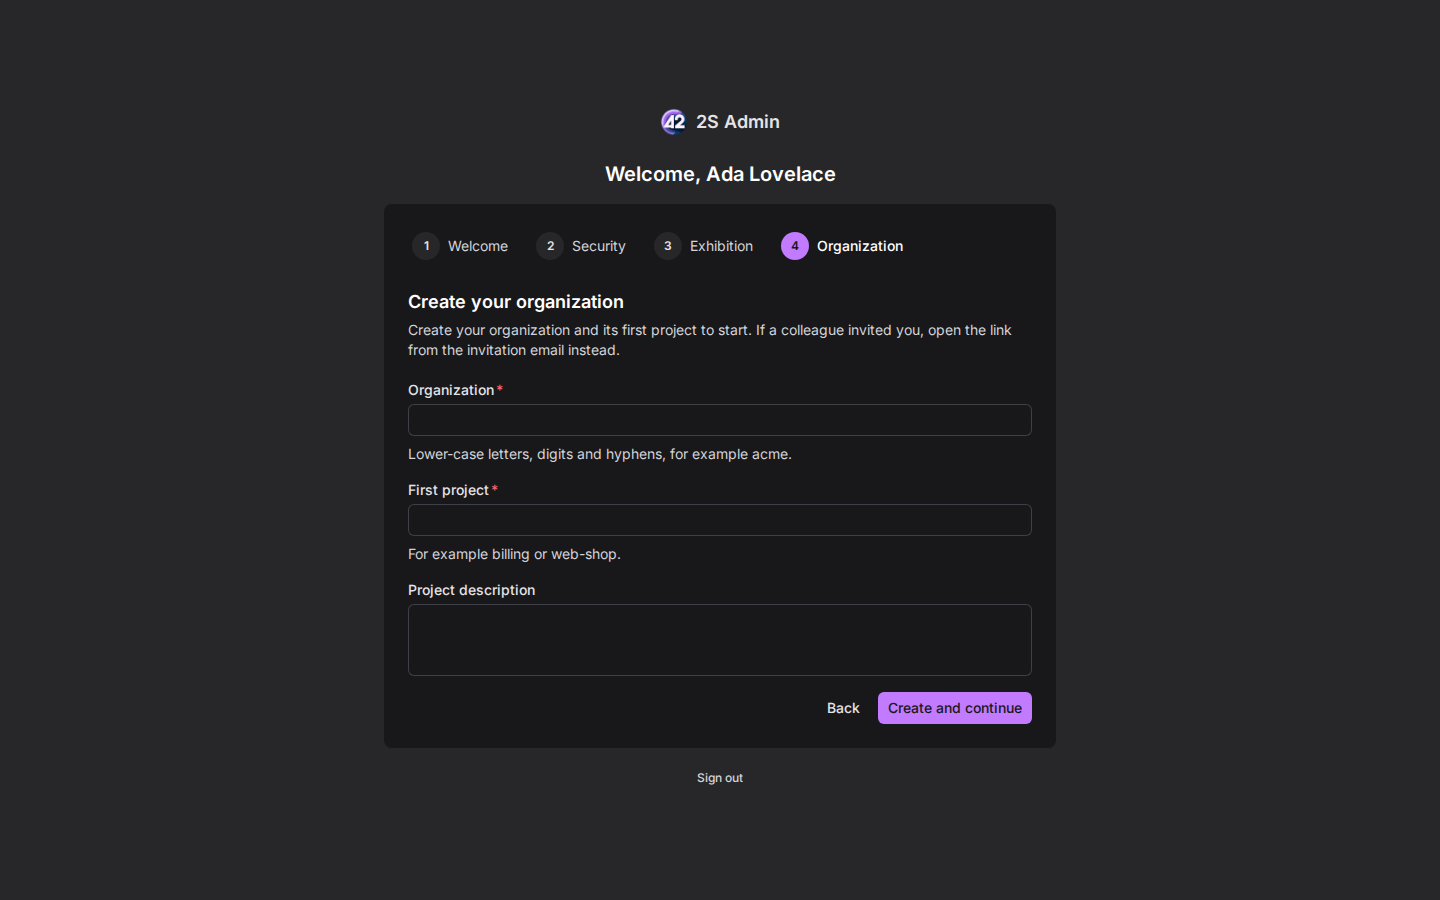 42 2S Admin
Welcome, Ada Lovelace
1 Welcome 2 Security 3 Exhibition 4 Organization
Create your organization
Create your organization and its first project to start. If a colleague invited you, open the link
from the invitation email instead.
Organization *
Lower-case letters, digits and hyphens, for example acme.
First project *
For example billing or web-shop.
Project description
Back Create and continue
Sign out